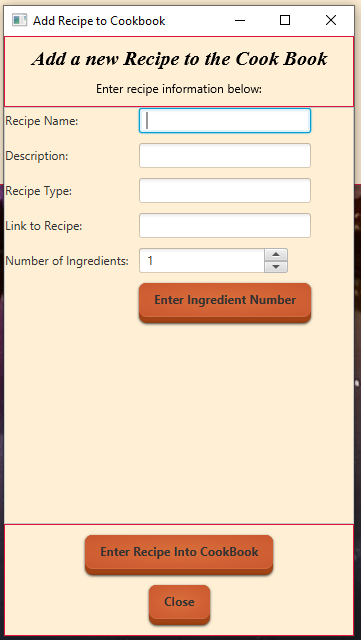 Add Recipe to Cookbook
Add a new Recipe to the Cook Book
Enter recipe information below:
Recipe Name:
Description:
Recipe Type:
Link to Recipe:
Number of Ingredients: 1
Enter Ingredient Number
Enter Recipe Into CookBook
Close